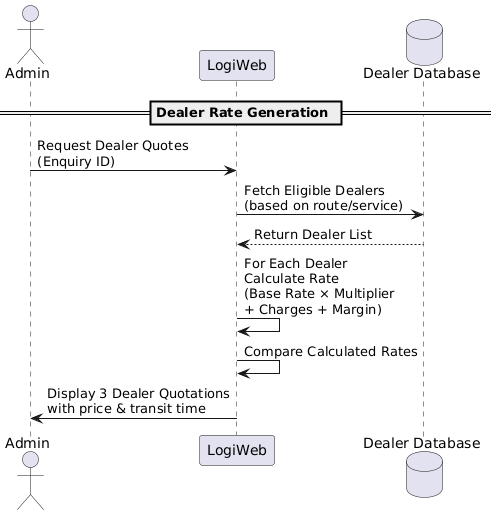 Admin
LogiWeb
Dealer Database
Dealer Rate Generation
Request Dealer Quotes
(Enquiry ID)
Fetch Eligible Dealers
(based on route/service)
Return Dealer List
For Each Dealer
Calculate Rate
(Base Rate × Multiplier
+ Charges + Margin)
Compare Calculated Rates
Display 3 Dealer Quotations
with price & transit time
Admin
LogiWeb
Dealer Database